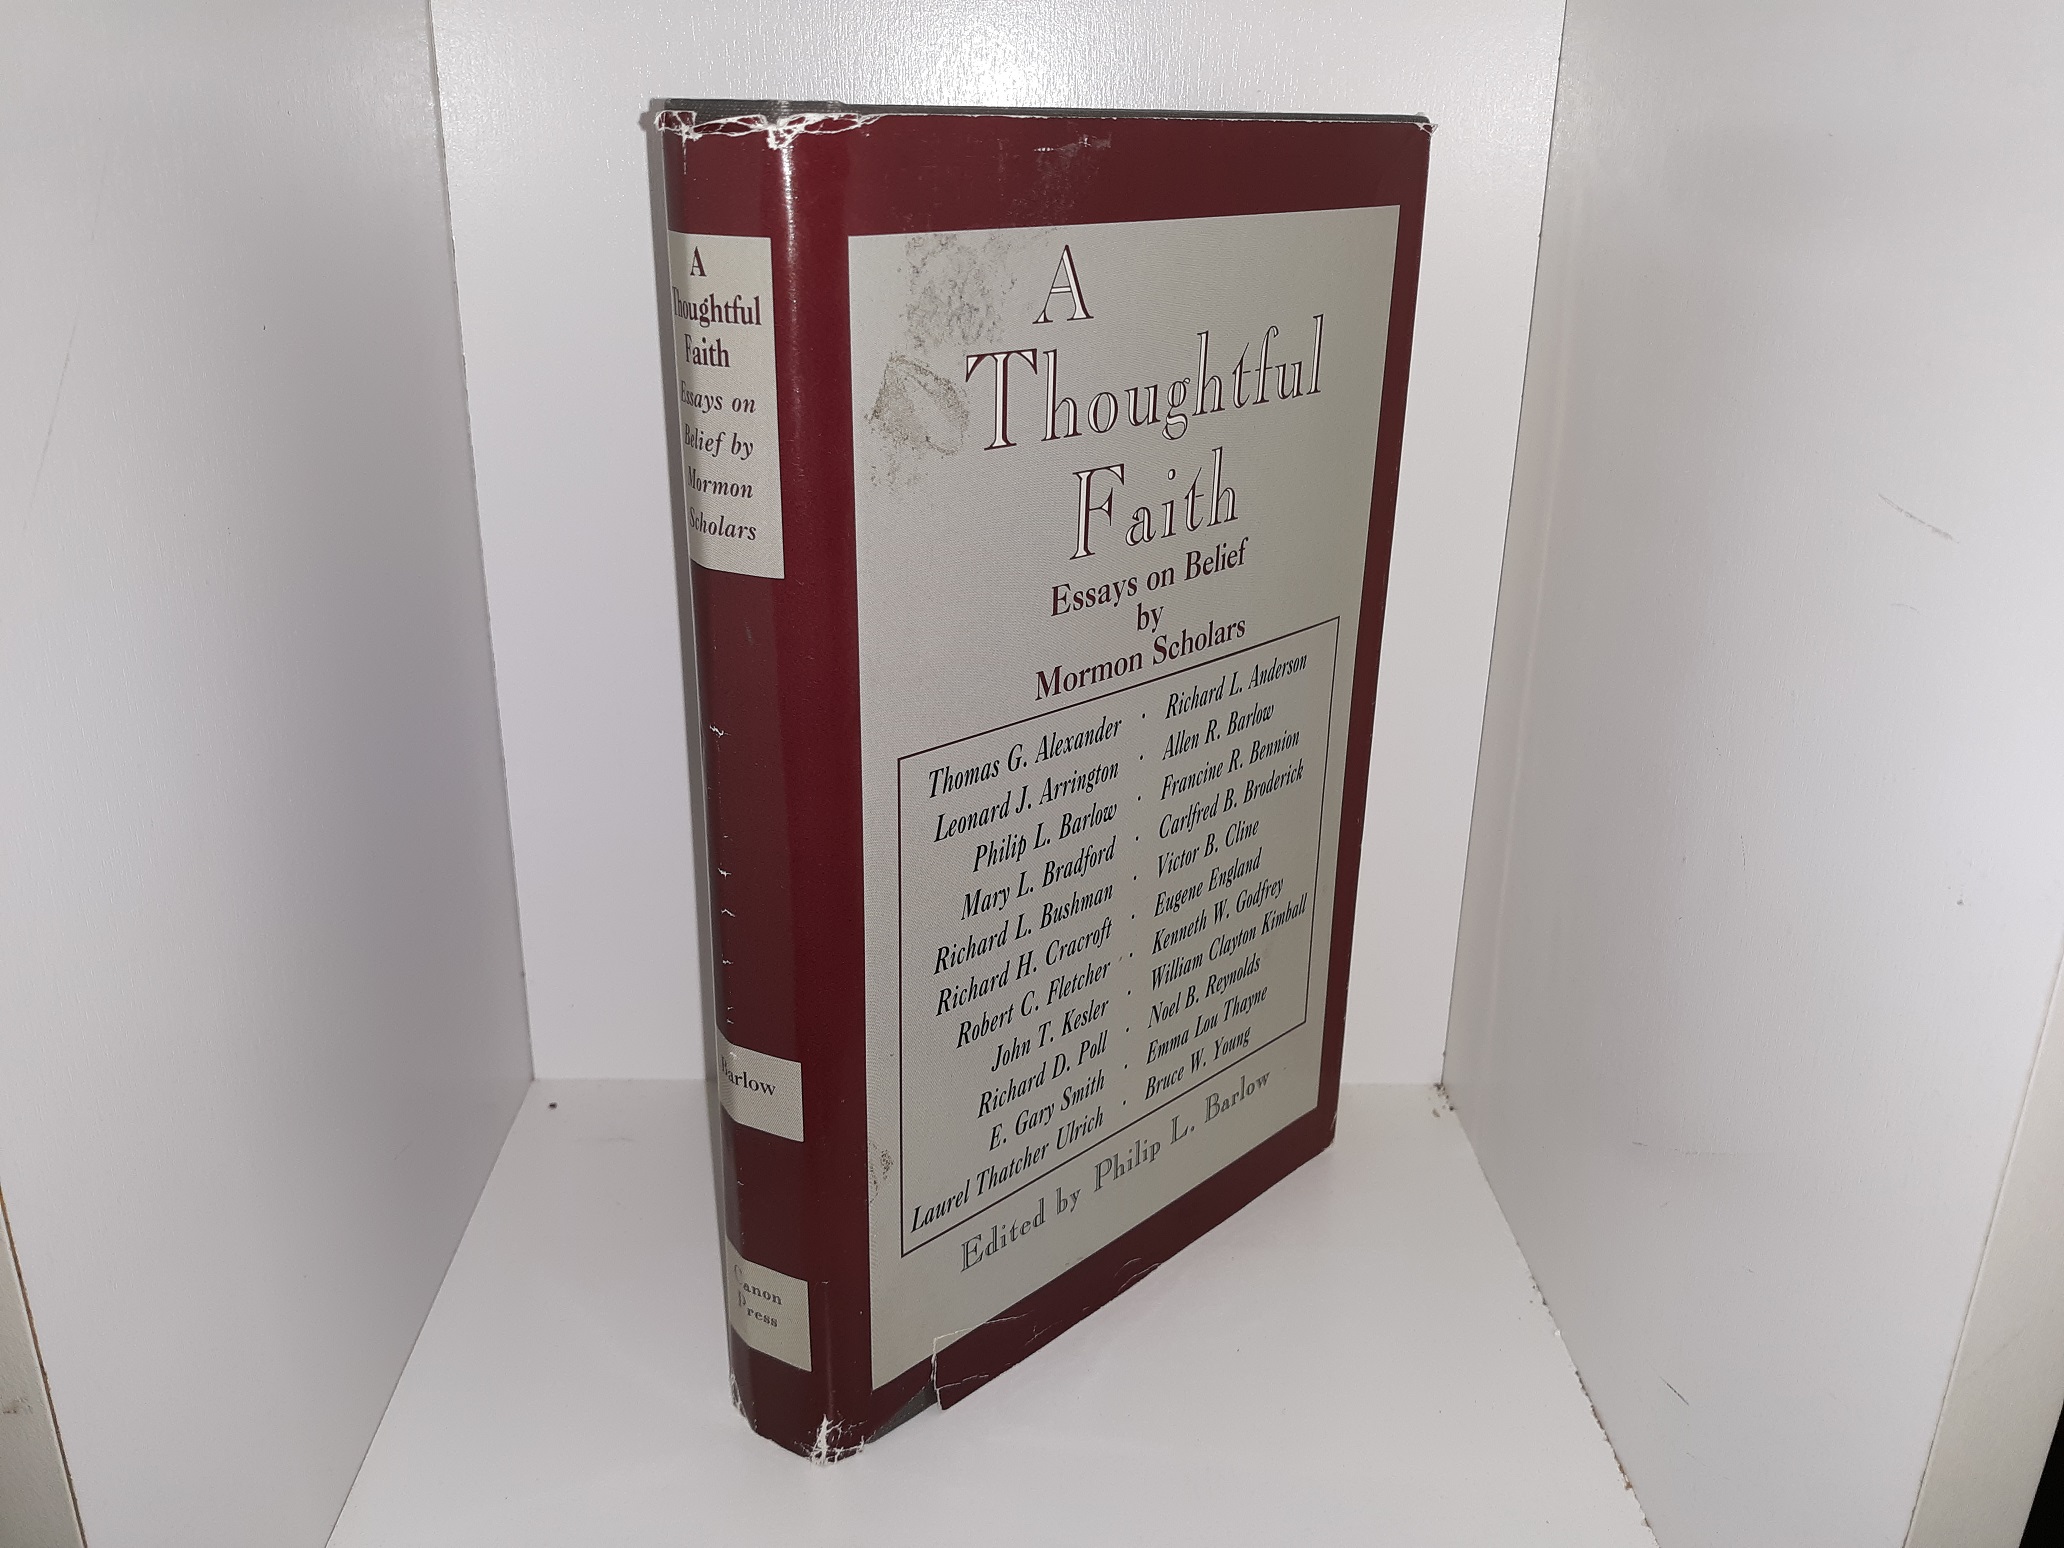 A
Thoughtful
Faith
Essays on
Belief by
Mormon
Scholars
Barlow
Canon
Press
A
Thoughtful
Faith
Essays on Belief
by
Mormon Scholars
Thomas G. Alexander · Richard L. Anderson
Leonard J. Arrington · Allen R. Barlow
Philip L. Barlow · Francine R. Bennion
Mary L. Bradford · Carlfred B. Broderick
Richard L. Bushman · Victor B. Cline
Richard H. Cracroft · Eugene England
Robert C. Fletcher · Kenneth W. Godfrey
John T. Kesler · William Clayton Kimball
Richard D. Poll · Noel B. Reynolds
E. Gary Smith · Emma Lou Thayne
Laurel Thatcher Ulrich · Bruce W. Young
Edited by Philip L. Barlow